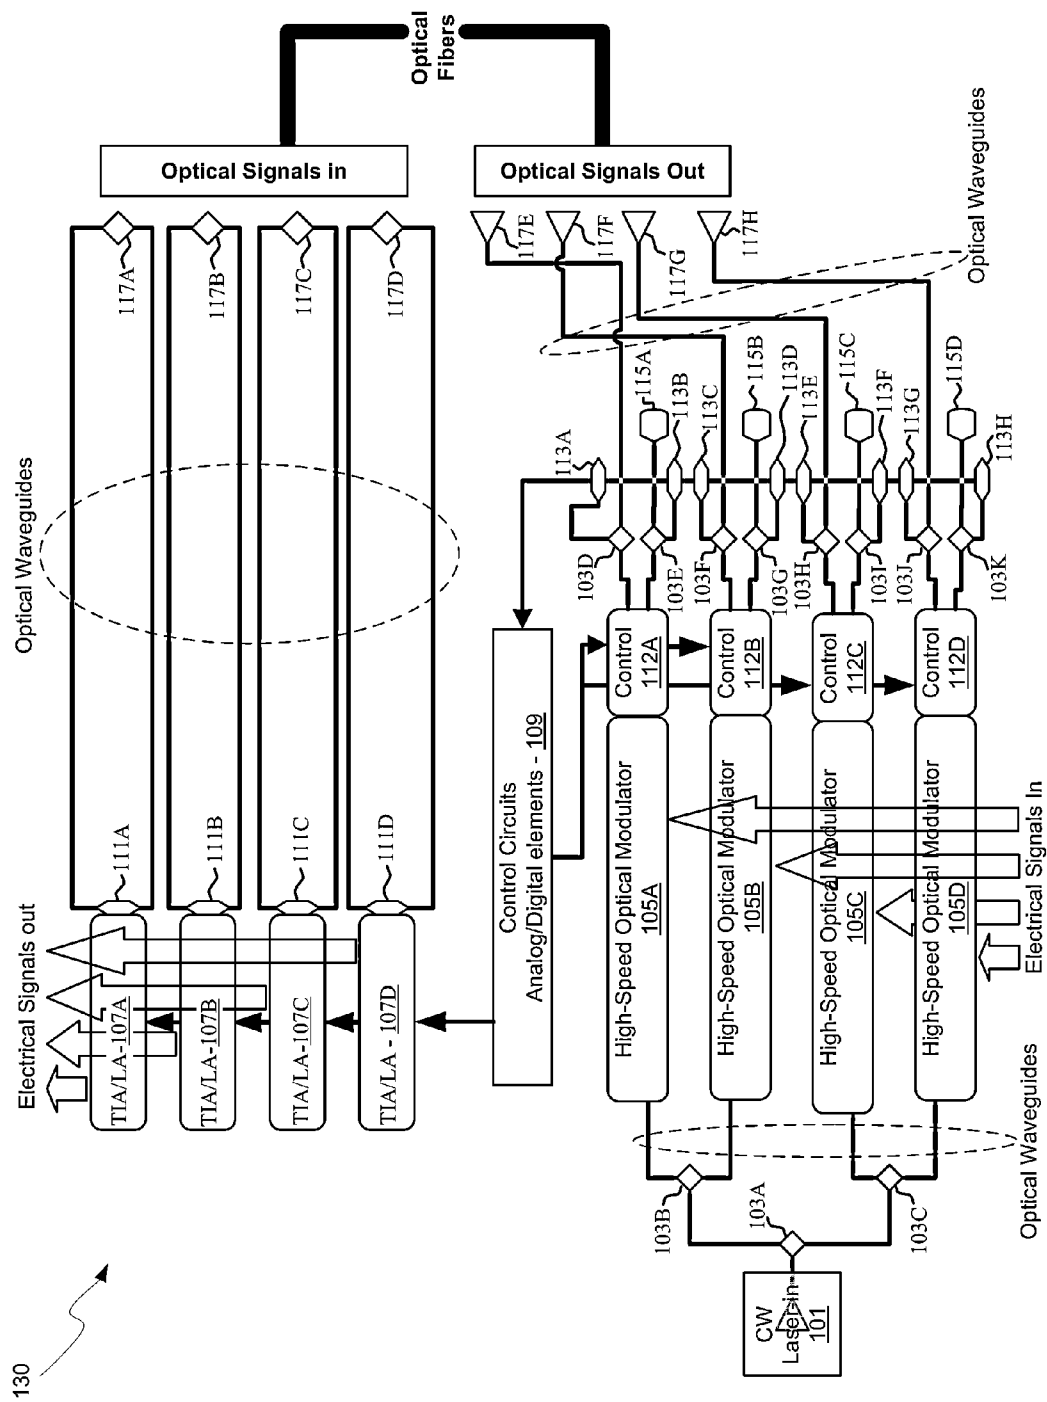 130
Electrical Signals out
TIA/LA-107A
TIA/LA-107B
TIA/LA-107C
TIA/LA - 107D
111A
111B
111C
111D
Optical Waveguides
117A
117B
117C
117D
Optical Signals in
Optical
Fibers
Optical Signals Out
117E
117F
117G
117H
Optical Waveguides
Control Circuits
Analog/Digital elements - 109
CW
Laser-in
101
103A
103B
103C
Optical Waveguides
High-Speed Optical Modulator
105A
High-Speed Optical Modulator
105B
High-Speed Optical Modulator
105C
High-Speed Optical Modulator
105D
Electrical Signals In
Control
112A
Control
112B
Control
112C
Control
112D
103D
103E
103F
103G
103H
103I
103J
103K
113A
115A
113B
113C
115B
113D
113E
115C
113F
113G
115D
113H